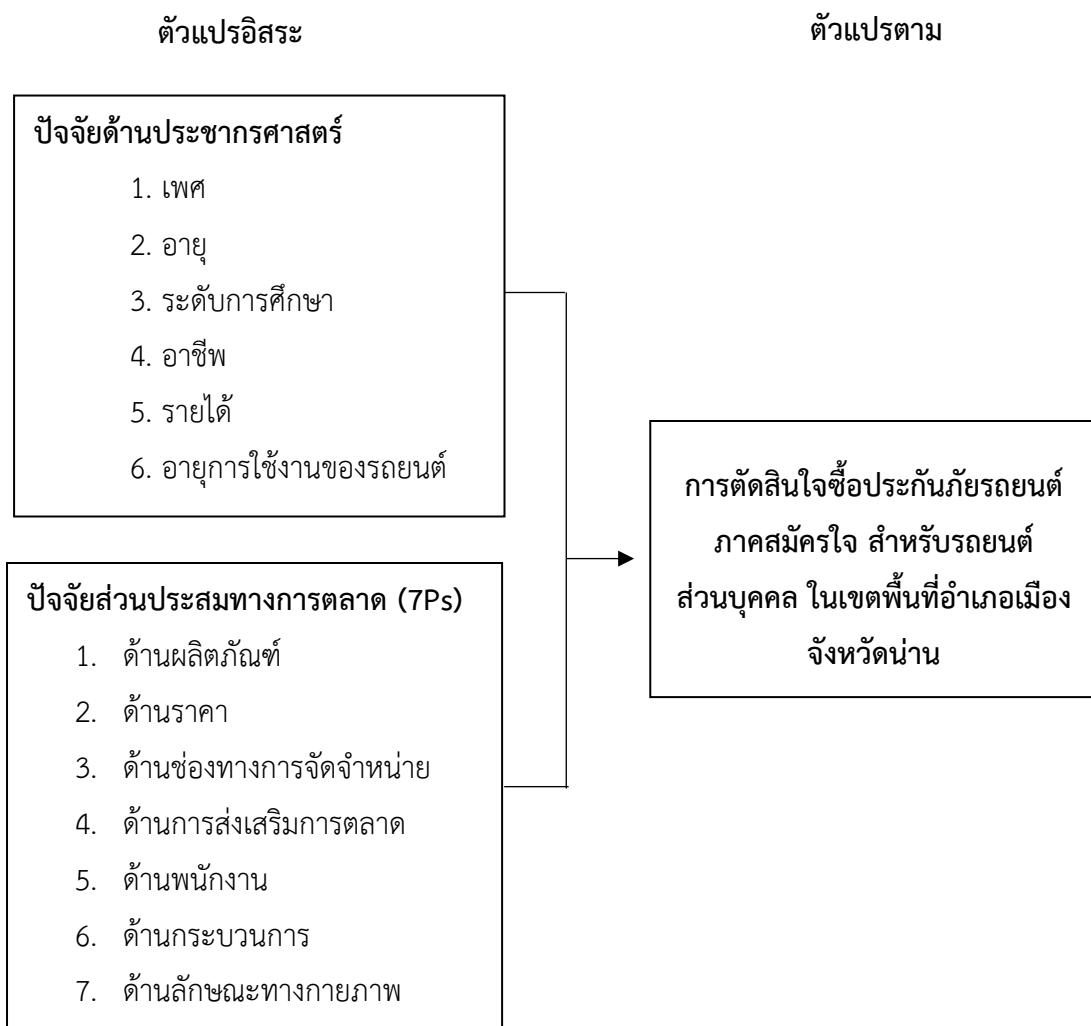 ตัวแปรอิสระ
ตัวแปรตาม
ปัจจัยด้านประชากรศาสตร์
1. เพศ
2. อายุ
3. ระดับการศึกษา
4. อาชีพ
5. รายได้
6. อายุการใช้งานของรถยนต์
ปัจจัยส่วนประสมทางการตลาด (7Ps)
1. ด้านผลิตภัณฑ์
2. ด้านราคา
3. ด้านช่องทางการจัดจำหน่าย
4. ด้านการส่งเสริมการตลาด
5. ด้านพนักงาน
6. ด้านกระบวนการ
7. ด้านลักษณะทางกายภาพ
การตัดสินใจซื้อประกันภัยรถยนต์
ภาคสมัครใจ สำหรับรถยนต์
ส่วนบุคคล ในเขตพื้นที่อำเภอเมือง
จังหวัดน่าน